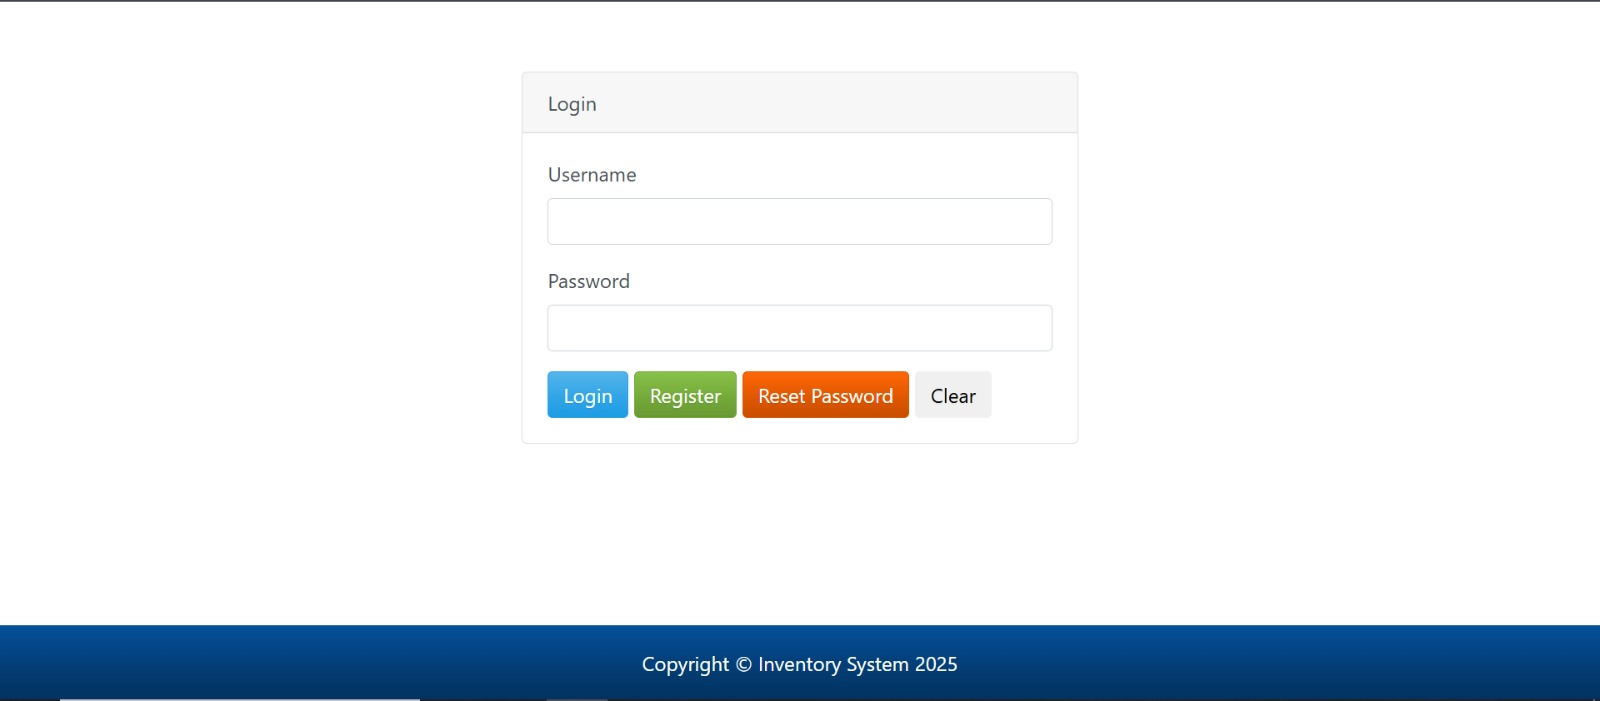 Login
Username
Password
Login Register Reset Password Clear
Copyright © Inventory System 2025